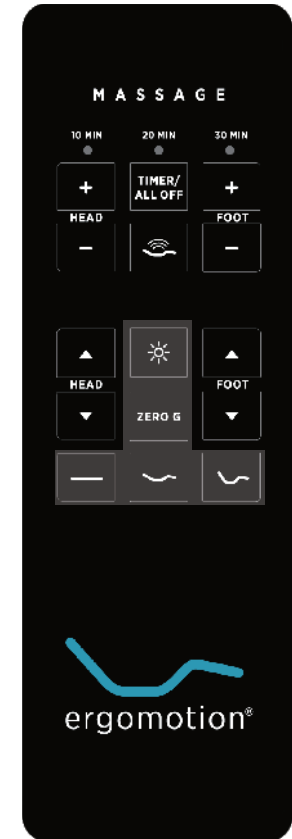 MASSAGE
10 MIN 20 MIN 30 MIN
+ TIMER/ +
ALL OFF
HEAD FOOT
- -
HEAD FOOT
ZERO G
ergomotion®